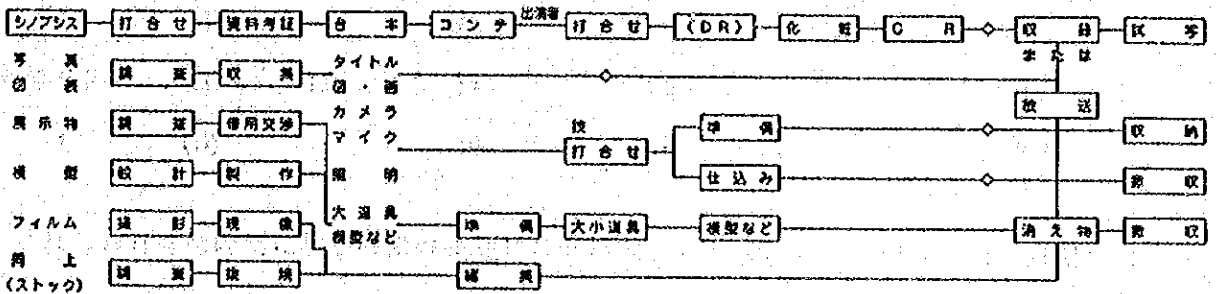 シノプシス 打合せ 資料考証 台本 コンテ 出演者 打合せ (DR) 化粧 CR 収録 試写
写真 図表 調査 収集 タイトル 図・画 または
放送
展示物 調達 借用交渉 カメラ マイク 技 打合せ 準備 収納
模型 設計 製作 照明 仕込み 撤収
フィルム 撮影 現像 大道具 模型など 準備 大小道具 模型など 消え物 撤収
同上 (ストック) 調査 複焼 編集